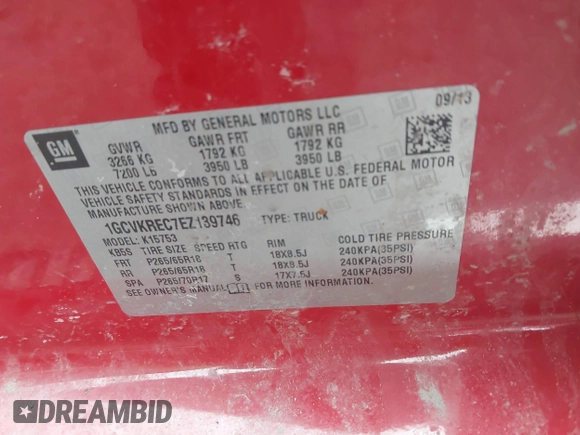 MFD BY GENERAL MOTORS LLC 09/13
GM
GVWR GAWR FRT GAWR RR
3266 KG 1792 KG 1792 KG
7200 LB 3950 LB 3950 LB
THIS VEHICLE CONFORMS TO ALL APPLICABLE U.S. FEDERAL MOTOR
VEHICLE SAFETY STANDARDS IN EFFECT ON THE DATE OF
MANUFACTURE SHOWN ABOVE.
1GCVKREC7EZ139746 TYPE: TRUCK
MODEL: K15753
KB5S TIRE SIZE SPEED RTG RIM COLD TIRE PRESSURE
FRT P265/65R18 T 18X8.5J 240KPA(35PSI)
RR P265/65R18 T 18X8.5J 240KPA(35PSI)
SPA P265/70R17 S 17X7.5J 240KPA(35PSI)
SEE OWNER'S MANUAL FOR MORE INFORMATION.
DREAMBID